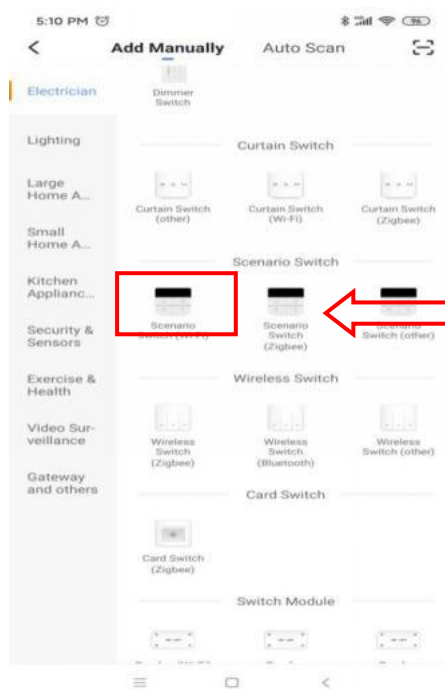 5:10 PM
96
Add Manually
Auto Scan
Electrician
Lighting
Large
Home A...
Small
Home A...
Kitchen
Applianc...
Security &
Sensors
Exercise &
Health
Video Sur-
veillance
Gateway
and others
Dimmer
Switch
Curtain Switch
Curtain Switch
(other)
Curtain Switch
(Wi-Fi)
Curtain Switch
(Zigbee)
Scenario Switch
Scenario
Switch (Wi-Fi)
Scenario
Switch
(Zigbee)
Scenario
Switch (other)
Wireless Switch
Wireless
Switch
(Zigbee)
Wireless
Switch
(Bluetooth)
Wireless
Switch (other)
Card Switch
Card Switch
(Zigbee)
Switch Module